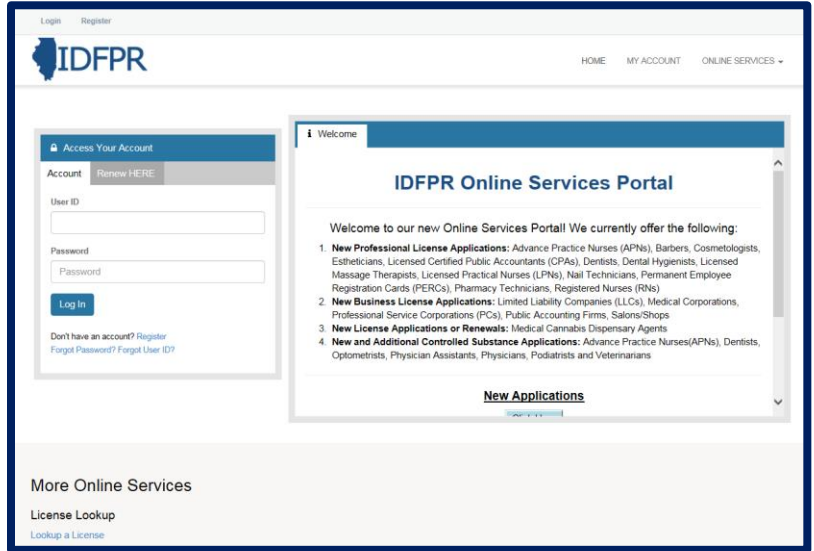 Login Register
IDFPR
HOME MY ACCOUNT ONLINE SERVICES
Access Your Account
Account Renew HERE
User ID
Password
Password
Log In
Don't have an account? Register
Forgot Password? Forgot User ID?
i Welcome
IDFPR Online Services Portal
Welcome to our new Online Services Portal! We currently offer the following:
1. New Professional License Applications: Advance Practice Nurses (APNs), Barbers, Cosmetologists,
Estheticians, Licensed Certified Public Accountants (CPAs), Dentists, Dental Hygienists, Licensed
Massage Therapists, Licensed Practical Nurses (LPNs), Nail Technicians, Permanent Employee
Registration Cards (PERCs), Pharmacy Technicians, Registered Nurses (RNs)
2. New Business License Applications: Limited Liability Companies (LLCs), Medical Corporations,
Professional Service Corporations (PCs), Public Accounting Firms, Salons/Shops
3. New License Applications or Renewals: Medical Cannabis Dispensary Agents
4. New and Additional Controlled Substance Applications: Advance Practice Nurses(APNs), Dentists,
Optometrists, Physician Assistants, Physicians, Podiatrists and Veterinarians
New Applications
More Online Services
License Lookup
Lookup a License